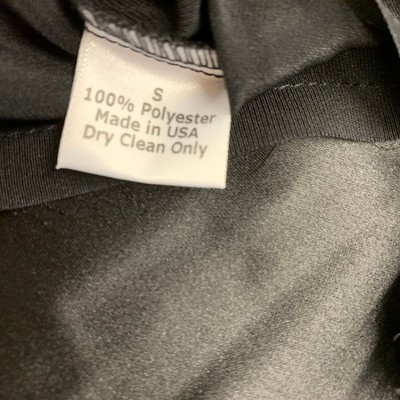 S
100% Polyester
Made in USA
Dry Clean Only